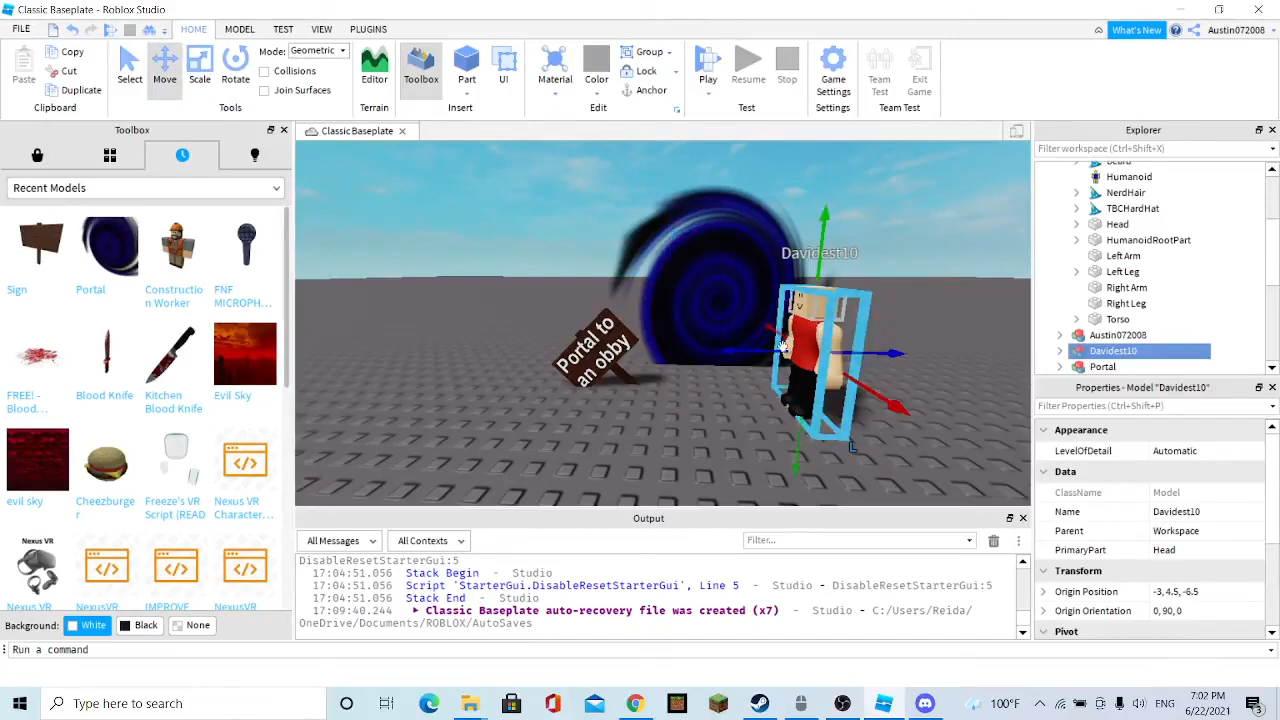 Classic Baseplate - Roblox Studio
FILE HOME MODEL TEST VIEW PLUGINS What's New Austin072008
Paste Copy Cut Duplicate
Select Move Scale Rotate Mode: Geometric Collisions Join Surfaces
Editor Toolbox Part UI Material Color Group Lock Anchor
Play Resume Stop Game Settings Team Test Exit Game
Clipboard Tools Terrain Insert Edit Test Settings Team Test
Toolbox
Recent Models
Sign Portal Constructio n Worker FNF MICROPH...
FREE! - Blood... Blood Knife Kitchen Blood Knife Evil Sky
evil sky Cheezburge r Freeze's VR Script (READ Nexus VR Character...
Nexus VR
Nexus VR NexusVR IMPROVE NexusVR
Background: White Black None
Classic Baseplate
Davidest10
Portal to
an obby
L
Output
All Messages All Contexts Filter...
DisableResetStarterGui:5
17:04:51.056 Stack Begin - Studio
17:04:51.056 Script 'StarterGui.DisableResetStarterGui', Line 5 - Studio - DisableResetStarterGui:5
17:04:51.056 Stack End - Studio
17:09:40.244 Classic Baseplate auto-recovery file was created (x7) - Studio - C:/Users/Reida/
OneDrive/Documents/ROBLOX/AutoSaves
Explorer
Filter workspace (Ctrl+Shift+X)
Humanoid
NerdHair
TBCHardHat
Head
HumanoidRootPart
Left Arm
Left Leg
Right Arm
Right Leg
Torso
Austin072008
Davidest10
Portal
Properties - Model "Davidest10"
Filter Properties (Ctrl+Shift+P)
Appearance
LevelOfDetail Automatic
Data
ClassName Model
Name Davidest10
Parent Workspace
PrimaryPart Head
Transform
Origin Position -3, 4.5, -6.5
Origin Orientation 0, 90, 0
Pivot
Run a command
Type here to search
100°F
7:02 PM
6/22/2021
3